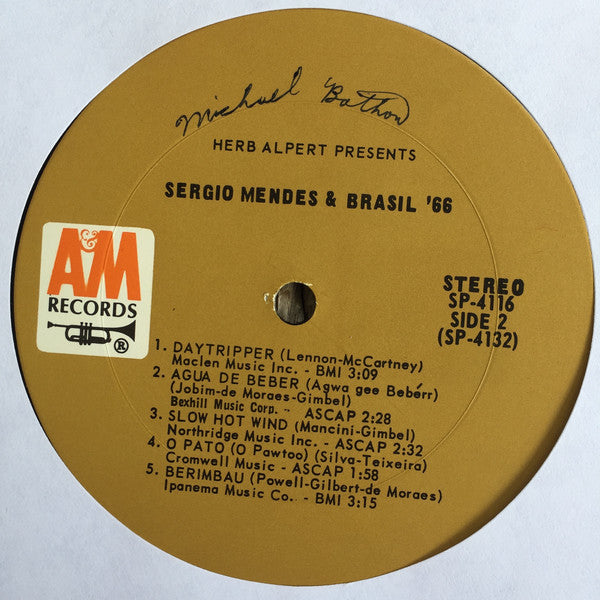 Michael Bathon
HERB ALPERT PRESENTS
SERGIO MENDES & BRASIL '66
A&M
RECORDS
®
STEREO
SP-4116
SIDE 2
(SP-4132)
1. DAYTRIPPER (Lennon-McCartney)
Maclen Music Inc. - BMI 3:09
2. AGUA DE BEBER (Agwa gee Bebérr)
(Jobim-de Moraes-Gimbel)
Bexhill Music Corp. - ASCAP 2:28
3. SLOW HOT WIND (Mancini-Gimbel)
Northridge Music Inc. - ASCAP 2:32
4. O PATO (O Pawtoo) (Silva-Teixeira)
Cromwell Music - ASCAP 1:58
5. BERIMBAU (Powell-Gilbert-de Moraes)
Ipanema Music Co. - BMI 3:15